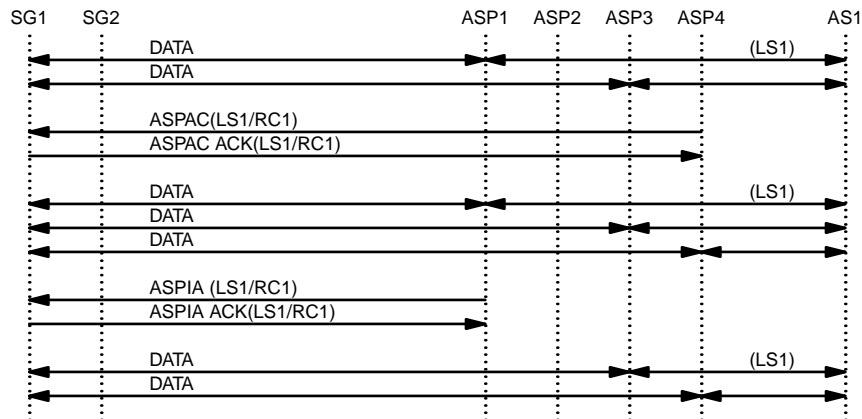 SG1 SG2 ASP1 ASP2 ASP3 ASP4 AS1
DATA (LS1)
DATA
ASPAC(LS1/RC1)
ASPAC ACK(LS1/RC1)
DATA (LS1)
DATA
DATA
ASPIA (LS1/RC1)
ASPIA ACK(LS1/RC1)
DATA (LS1)
DATA